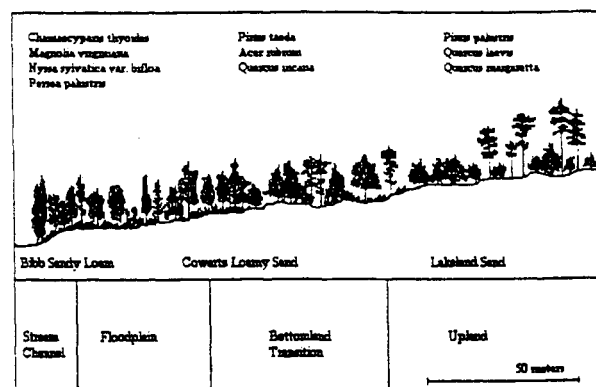 Chamaecyparis thyoides
Magnolia virginiana
Nyssa sylvatica var. biflora
Persea palustris
Pinus taeda
Acer rubrum
Quercus incana
Pinus palustris
Quercus laevis
Quercus margaretta
Bibb Sandy Loam
Cowarts Loamy Sand
Lakeland Sand
Stream
Channel
Floodplain
Bottomland
Transition
Upland
50 meters